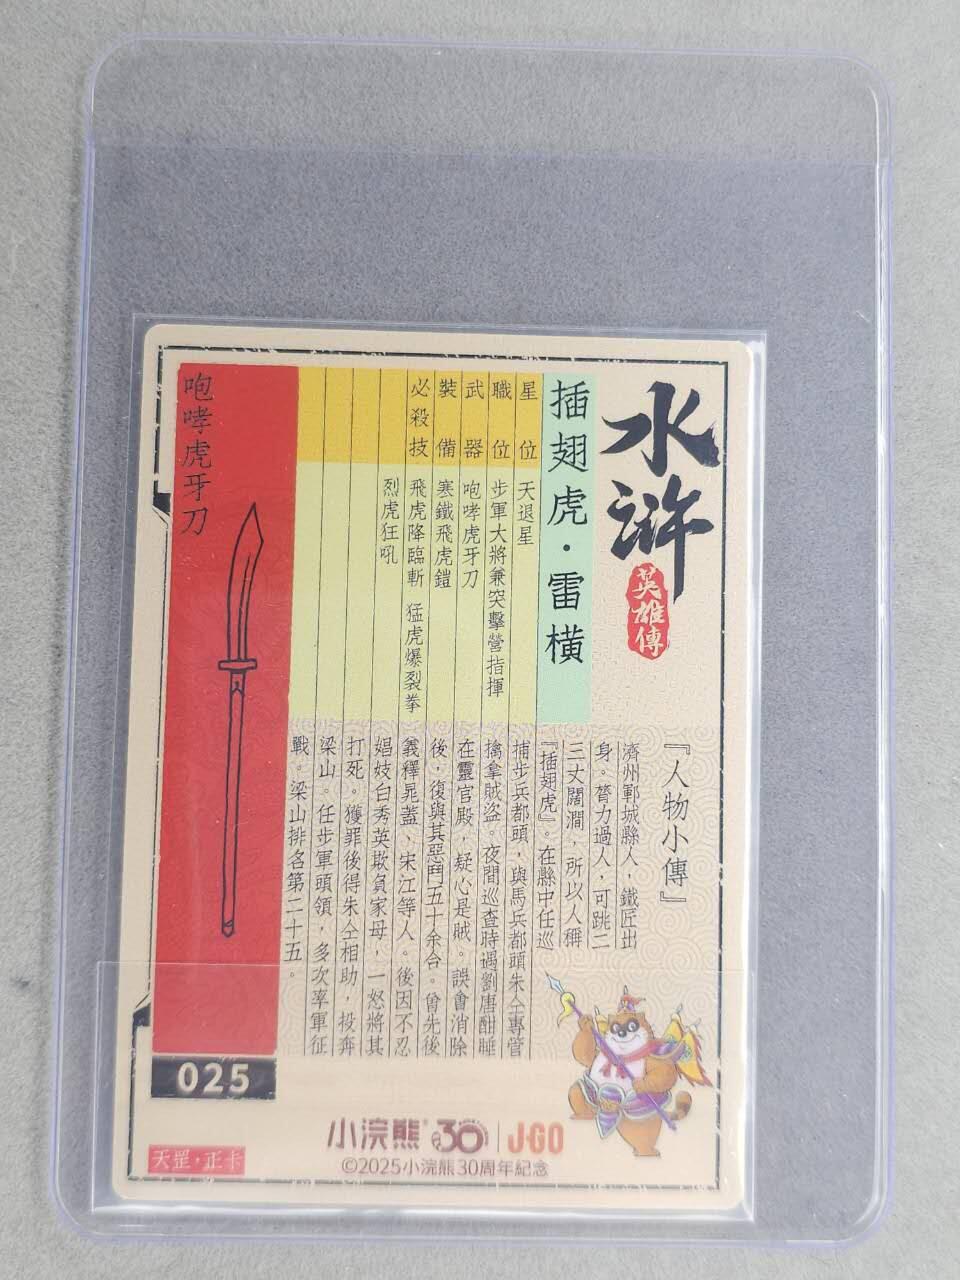 水滸
英雄傳
插翅虎·雷橫
星位 天退星
職位 步軍大將兼突擊營指揮
武器 咆哮虎牙刀
裝備 寒鐵飛虎鎧
必殺技 飛虎降臨斬 猛虎爆裂拳
烈虎狂吼
咆哮虎牙刀
『人物小傳』
濟州鄆城縣人，鐵匠出
身。膂力過人，可跳二
三丈闊澗，所以人稱
『插翅虎』。在縣中任巡
捕步兵都頭，與馬兵都頭朱仝專管
擒拿賊盜。夜間巡查時遇劉唐酣睡
在靈官殿，疑心是賊。誤會消除
後，復與其惡鬥五十余合。曾先後
義釋晁蓋、宋江等人。後因不忍
娼妓白秀英欺負家母，一怒將其
打死。獲罪後得朱仝相助，投奔
梁山。任步軍頭領，多次率軍征
戰。梁山排名第二十五。
025
小浣熊 30 J·GO
©2025小浣熊30周年紀念
天罡·正卡